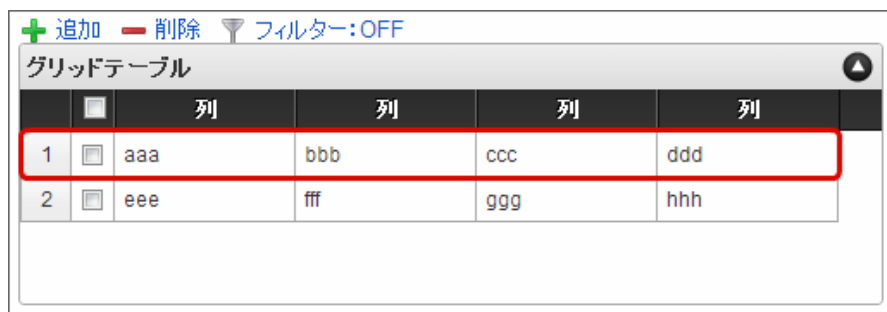 追加 削除 フィルター：OFF
グリッドテーブル
列 列 列 列
1 aaa bbb ccc ddd
2 eee fff ggg hhh